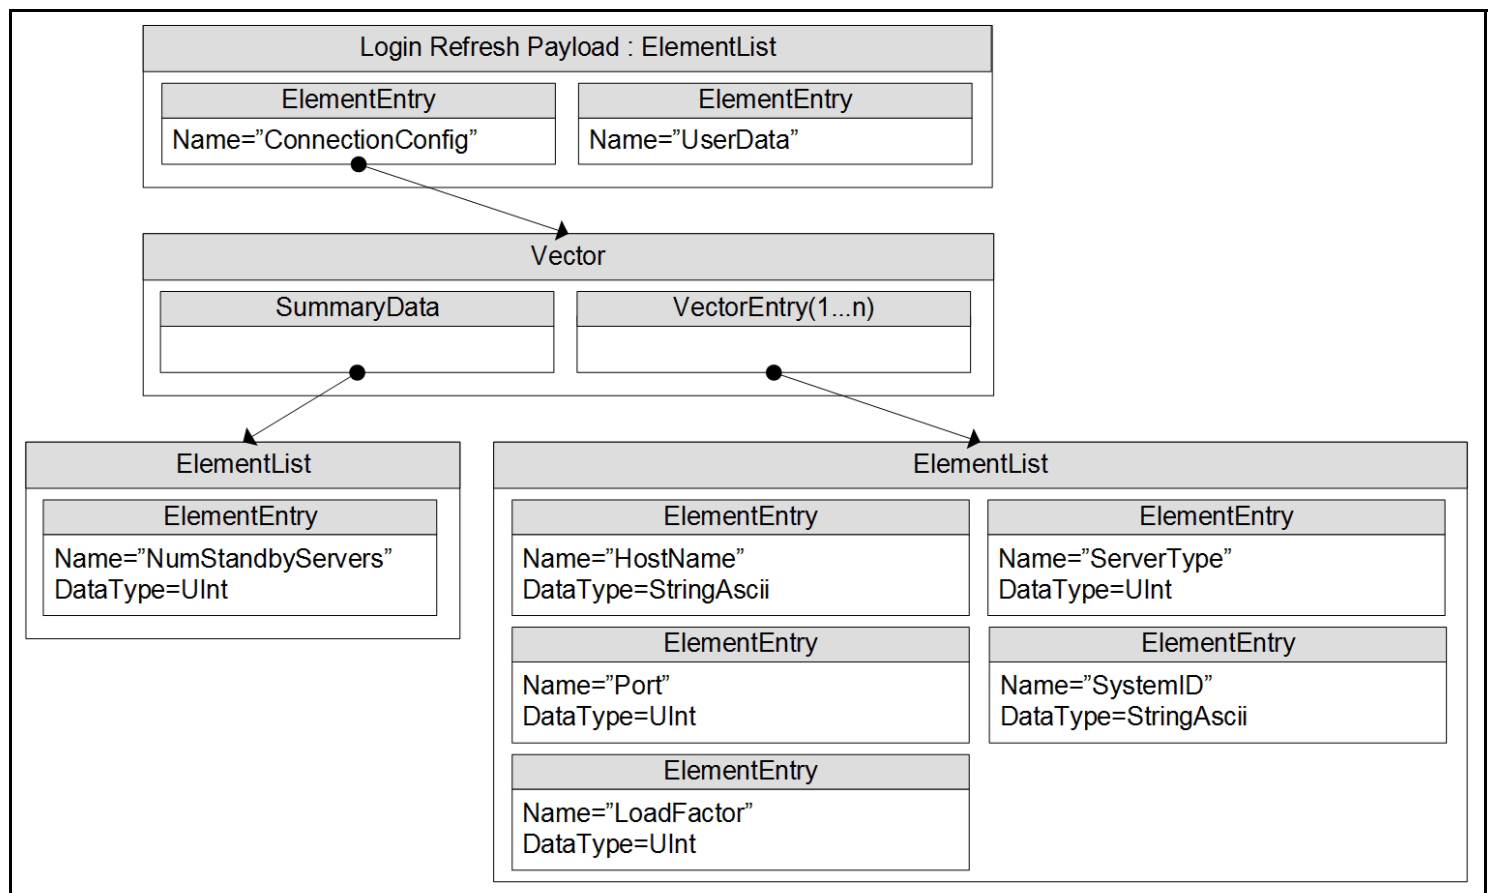 Login Refresh Payload : ElementList
ElementEntry
Name=”ConnectionConfig”
ElementEntry
Name=”UserData”
Vector
SummaryData
VectorEntry(1...n)
ElementList
ElementEntry
Name=”NumStandbyServers”
DataType=UInt
ElementList
ElementEntry
Name=”HostName”
DataType=StringAscii
ElementEntry
Name=”ServerType”
DataType=UInt
ElementEntry
Name=”Port”
DataType=UInt
ElementEntry
Name=”SystemID”
DataType=StringAscii
ElementEntry
Name=”LoadFactor”
DataType=UInt